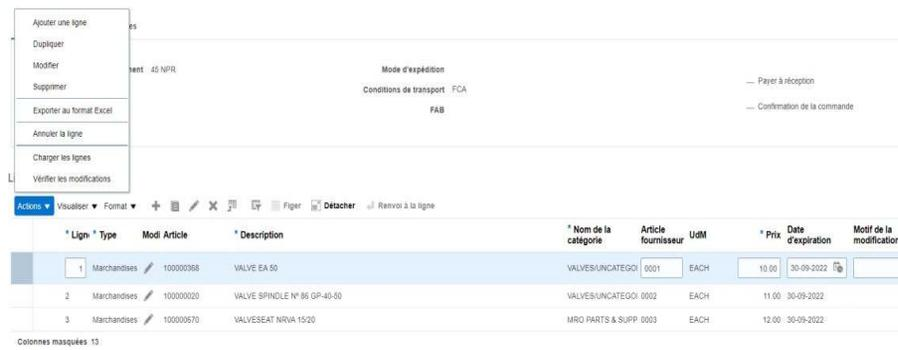 Ajouter une ligne
es
Dupliquer
Modifier
nent 45 NPR
Mode d'expédition
Payer à réception
Supprimer
Conditions de transport FCA
Exporter au format Excel
FAB
Confirmation de la commande
Annuler la ligne
Charger les lignes
Vérifier les modifications
Actions Visualiser Format Figer Détacher Renvoi à la ligne
* Ligne * Type Modi Article * Description * Nom de la catégorie Article fournisseur UdM * Prix Date d'expiration Motif de la modification
1 Marchandises 100000368 VALVE EA 50 VALVES/UNCATEGOI 0001 EACH 10.00 30-09-2022
2 Marchandises 100000020 VALVE SPINDLE Nº 86 GP-40-50 VALVES/UNCATEGOI 0002 EACH 11.00 30-09-2022
3 Marchandises 100000570 VALVESEAT NRVA 15/20 MRO PARTS & SUPP 0003 EACH 12.00 30-09-2022
Colonnes masquées 13